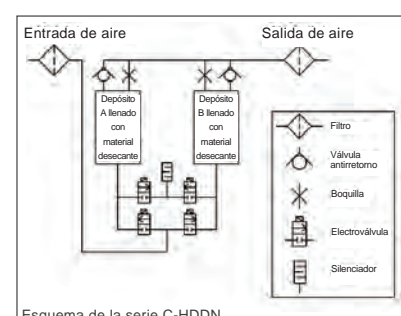 Entrada de aire
Salida de aire
Depósito
A llenado
con
material
desecante
Depósito
B llenado
con
material
desecante
Filtro
Válvula
antirretorno
Boquilla
Electroválvula
Silenciador
Esquema de la serie C-HDDN